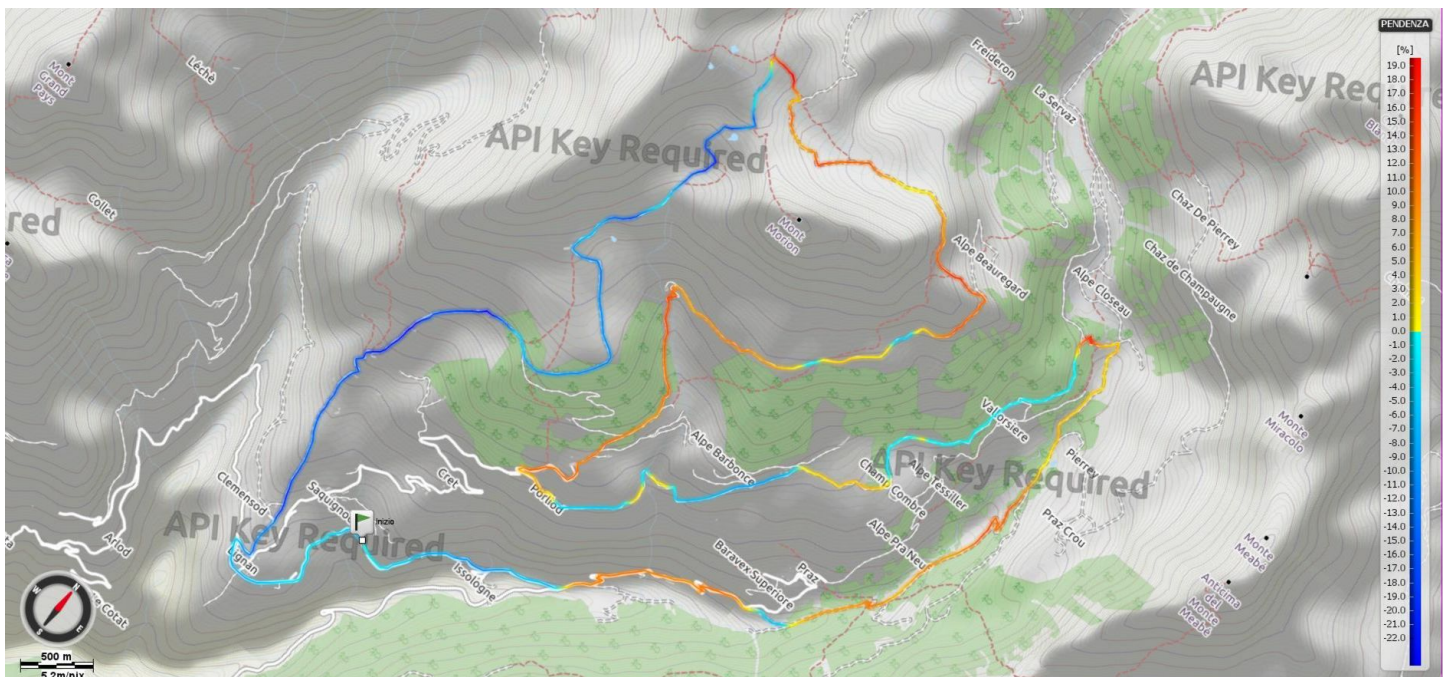 Mont
Grand
Pays
Léché
Collet
red
API Key Required
Freideron
La Servaz
API Key Require
PENDENZA
[%]
19.0
18.0
17.0
16.0
15.0
14.0
13.0
12.0
11.0
10.0
9.0
8.0
7.0
6.0
5.0
4.0
3.0
2.0
1.0
0.0
-1.0
-2.0
-3.0
-4.0
-5.0
-6.0
-7.0
-8.0
-9.0
-10.0
-11.0
-12.0
-13.0
-14.0
-15.0
-16.0
-17.0
-18.0
-19.0
-20.0
-21.0
-22.0
Mont
Morion
Alpe Beauregard
Alpe Closeau
Chaz De Pierrey
Chaz de Champaugne
Monte
Miracolo
Valorsiere
Pierrey
API Key Required
Alpe Barbonce
Champ Combre
Alpe Tessiller
Cret
Portiod
Clemensod
Saquignod
Inizio
API Key Required
Arlod
Lignan
Issologne
Baravex Superiore
Praz
Alpe Pra Neu
Praz Crou
Monte
Meabé
Anticima
del
Monte
Meabé
Cotat
N
E
S
W
500 m
5.2m/pix